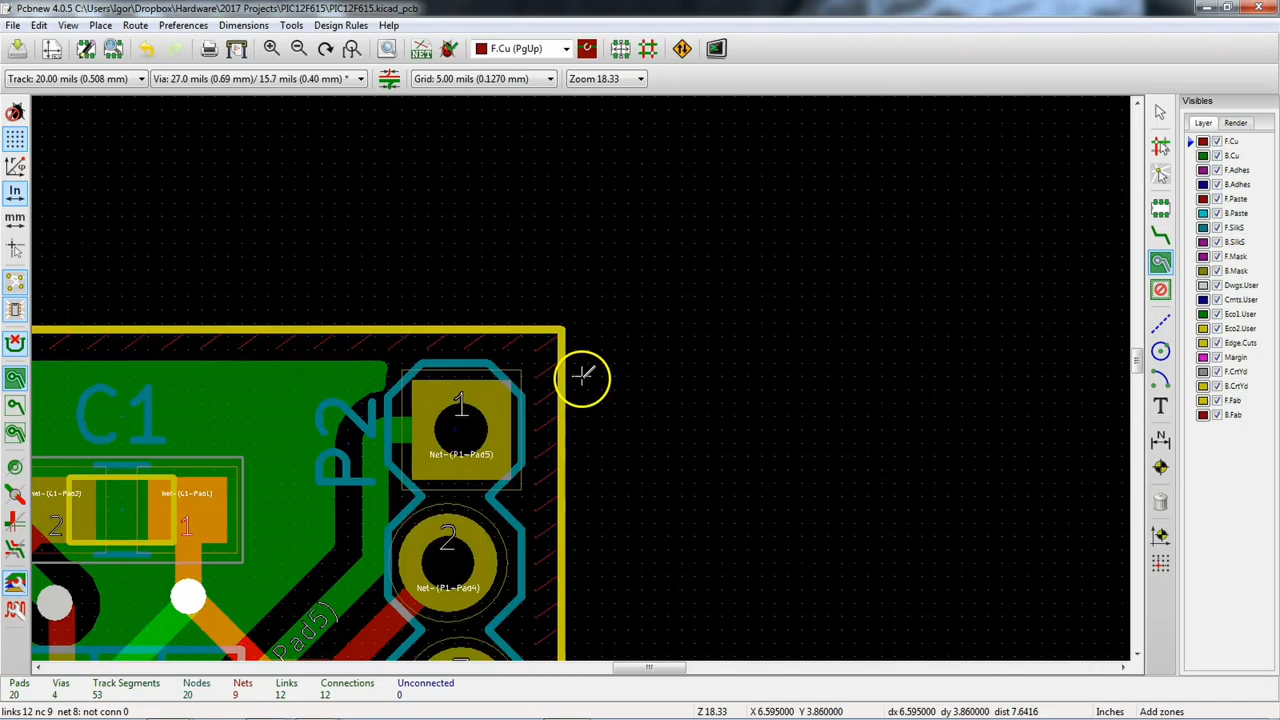 Pcbnew 4.0.5 C:\Users\Igor\Dropbox\Hardware\2017 Projects\PIC12F615\PIC12F615.kicad_pcb
File Edit View Place Route Preferences Dimensions Tools Design Rules Help
NET F.Cu (PgUp)
Track: 20.00 mils (0.508 mm) Via: 27.0 mils (0.69 mm)/ 15.7 mils (0.40 mm) * Grid: 5.00 mils (0.1270 mm) Zoom 18.33
Visibles
Layer Render
F.Cu
B.Cu
F.Adhes
B.Adhes
F.Paste
B.Paste
F.SilkS
B.SilkS
F.Mask
B.Mask
Dwgs.User
Cmts.User
Eco1.User
Eco2.User
Edge.Cuts
Margin
F.CrtYd
B.CrtYd
F.Fab
B.Fab
In
mm
C1
P2
1
Net-(P1-Pad5)
2
Net-(P1-Pad4)
Net-(C1-Pad1)
2
1
Pad5)
Pads Vias Track Segments Nodes Nets Links Connections Unconnected
20 4 53 20 9 12 12 0
links 12 nc 9 net 8: not conn 0 Z 18.33 X 6.595000 Y 3.860000 dx 6.595000 dy 3.860000 dist 7.6416 Inches Add zones